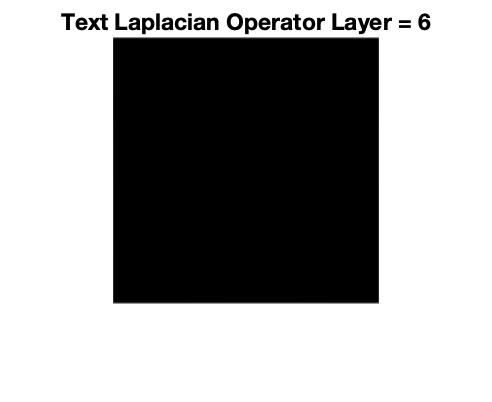 Text Laplacian Operator Layer = 6